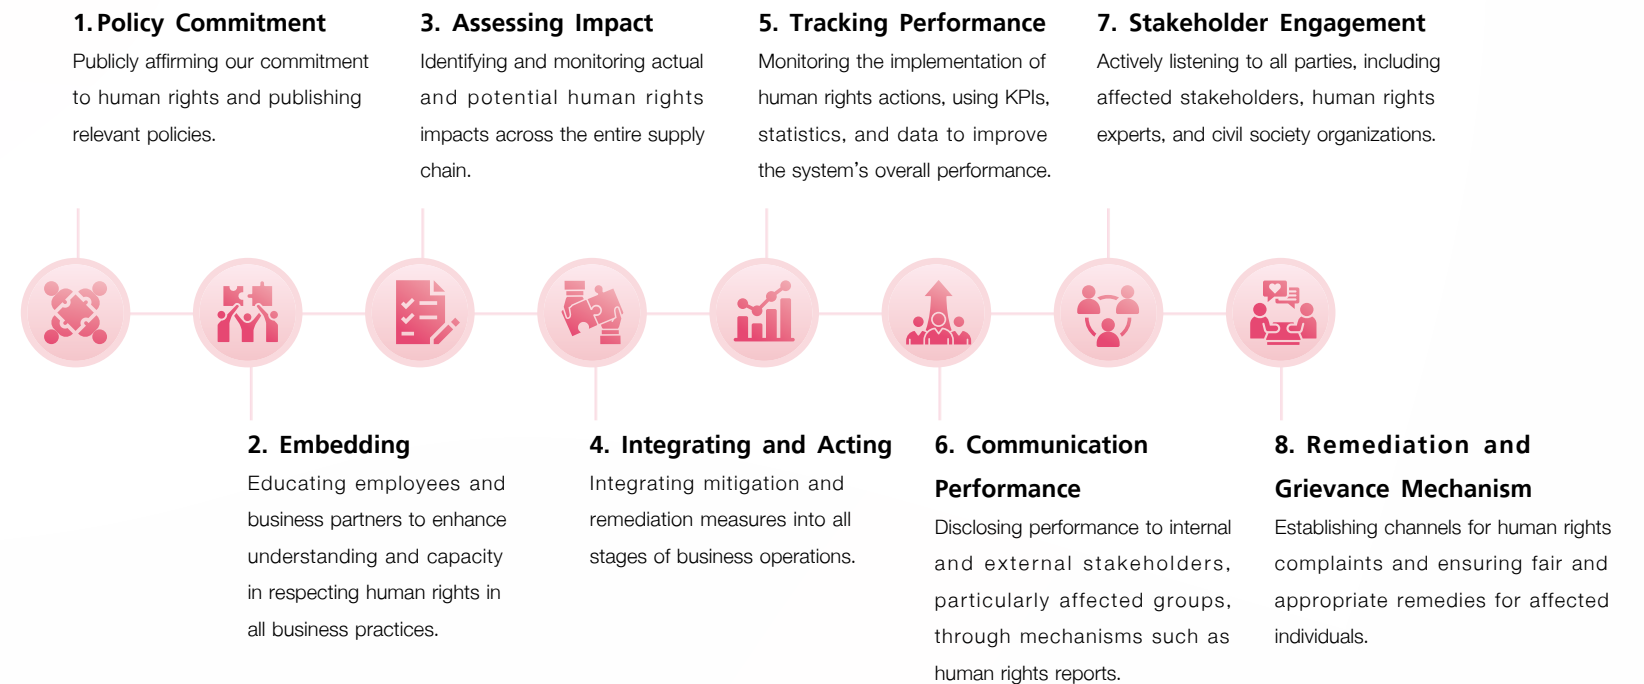 1. Policy Commitment
Publicly affirming our commitment
to human rights and publishing
relevant policies.
2. Embedding
Educating employees and
business partners to enhance
understanding and capacity
in respecting human rights in
all business practices.
3. Assessing Impact
Identifying and monitoring actual
and potential human rights
impacts across the entire supply
chain.
4. Integrating and Acting
Integrating mitigation and
remediation measures into all
stages of business operations.
5. Tracking Performance
Monitoring the implementation of
human rights actions, using KPIs,
statistics, and data to improve
the system's overall performance.
6. Communication
Performance
Disclosing performance to internal
and external stakeholders,
particularly affected groups,
through mechanisms such as
human rights reports.
7. Stakeholder Engagement
Actively listening to all parties, including
affected stakeholders, human rights
experts, and civil society organizations.
8. Remediation and
Grievance Mechanism
Establishing channels for human rights
complaints and ensuring fair and
appropriate remedies for affected
individuals.